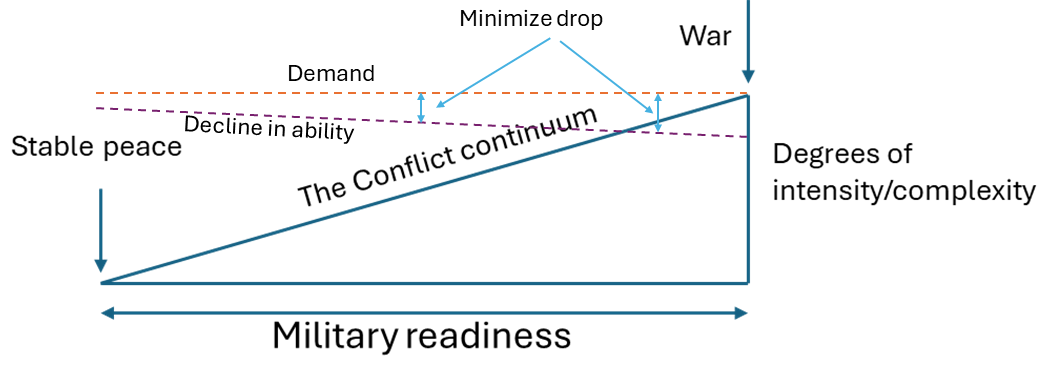 Minimize drop
War
Demand
Decline in ability
Stable peace
The Conflict continuum
Degrees of
intensity/complexity
Military readiness